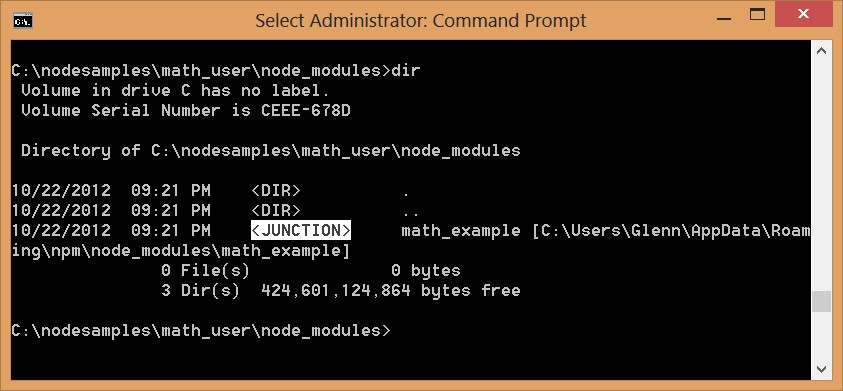 Select Administrator: Command Prompt
C:\nodesamples\math_user\node_modules>dir
 Volume in drive C has no label.
 Volume Serial Number is CEEE-678D
 Directory of C:\nodesamples\math_user\node_modules
10/22/2012  09:21 PM    <DIR>          .
10/22/2012  09:21 PM    <DIR>          ..
10/22/2012  09:21 PM    <JUNCTION>     math_example [C:\Users\Glenn\AppData\Roam
ing\npm\node_modules\math_example]
               0 File(s)              0 bytes
               3 Dir(s)  424,601,124,864 bytes free
C:\nodesamples\math_user\node_modules>